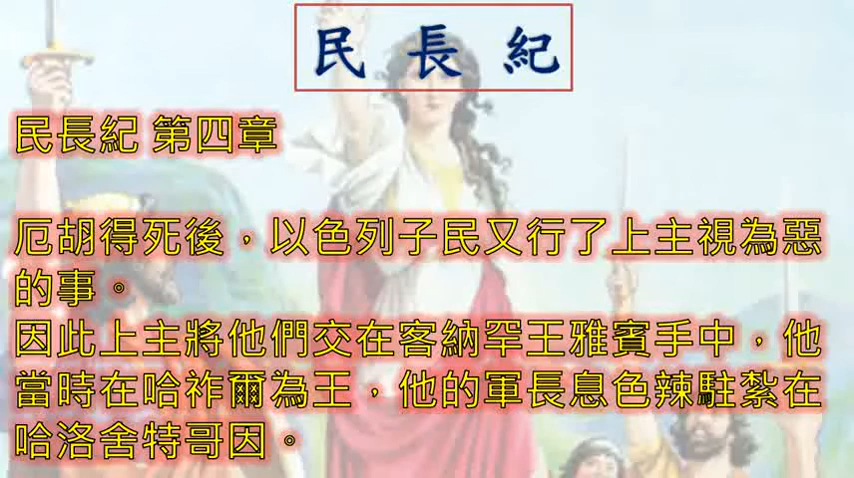 民長紀
民長紀 第四章
厄胡得死後，以色列子民又行了上主視為惡
的事。
因此上主將他們交在客納罕王雅賓手中，他
當時在哈祚爾為王，他的軍長息色辣駐紮在
哈洛舍特哥因。